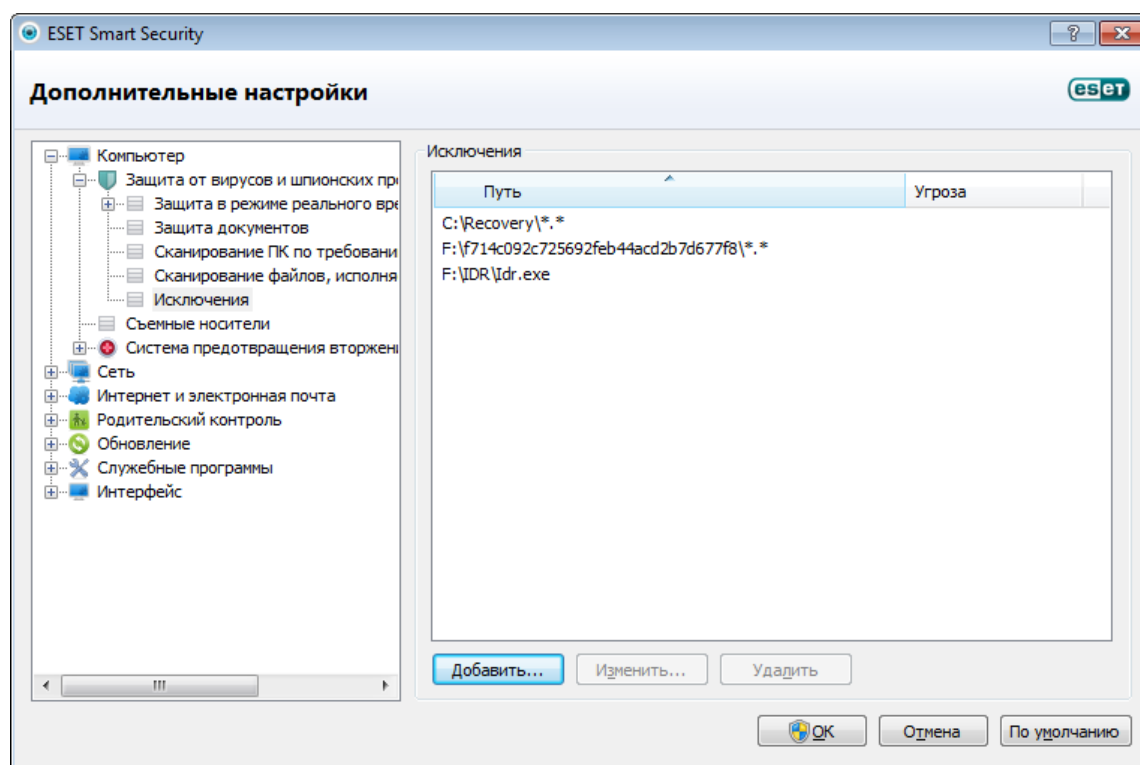 ESET Smart Security
Дополнительные настройки
eset
Компьютер
Защита от вирусов и шпионских пр
Защита в режиме реального вре
Защита документов
Сканирование ПК по требовани
Сканирование файлов, исполня
Исключения
Съемные носители
Система предотвращения вторжен
Сеть
Интернет и электронная почта
Родительский контроль
Обновление
Служебные программы
Интерфейс
Исключения
Путь Угроза
C:\Recovery\*.*
F:\f714c092c725692feb44acd2b7d677f8\*.*
F:\IDR\Idr.exe
Добавить... Изменить... Удалить
OK Отмена По умолчанию